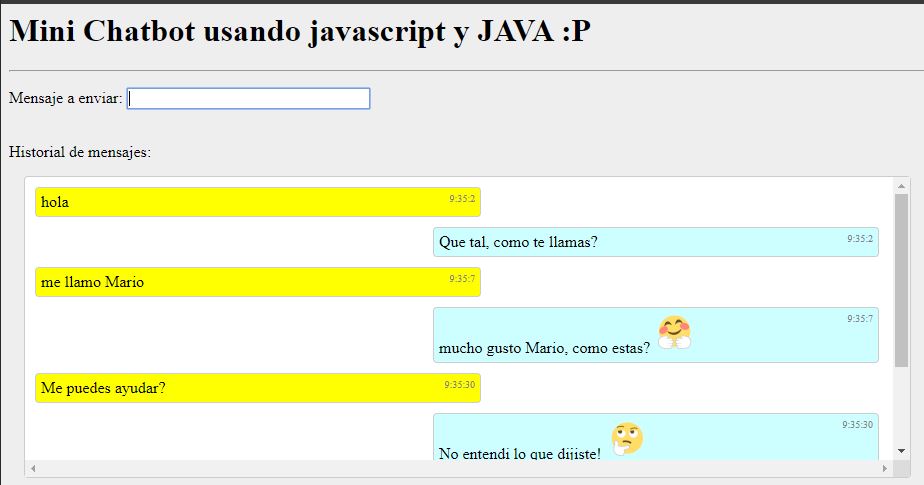 Mini Chatbot usando javascript y JAVA :P
Mensaje a enviar:
Historial de mensajes:
hola 9:35:2
Que tal, como te llamas? 9:35:2
me llamo Mario 9:35:7
9:35:7
mucho gusto Mario, como estas?
Me puedes ayudar? 9:35:30
9:35:30
No entendi lo que dijiste!